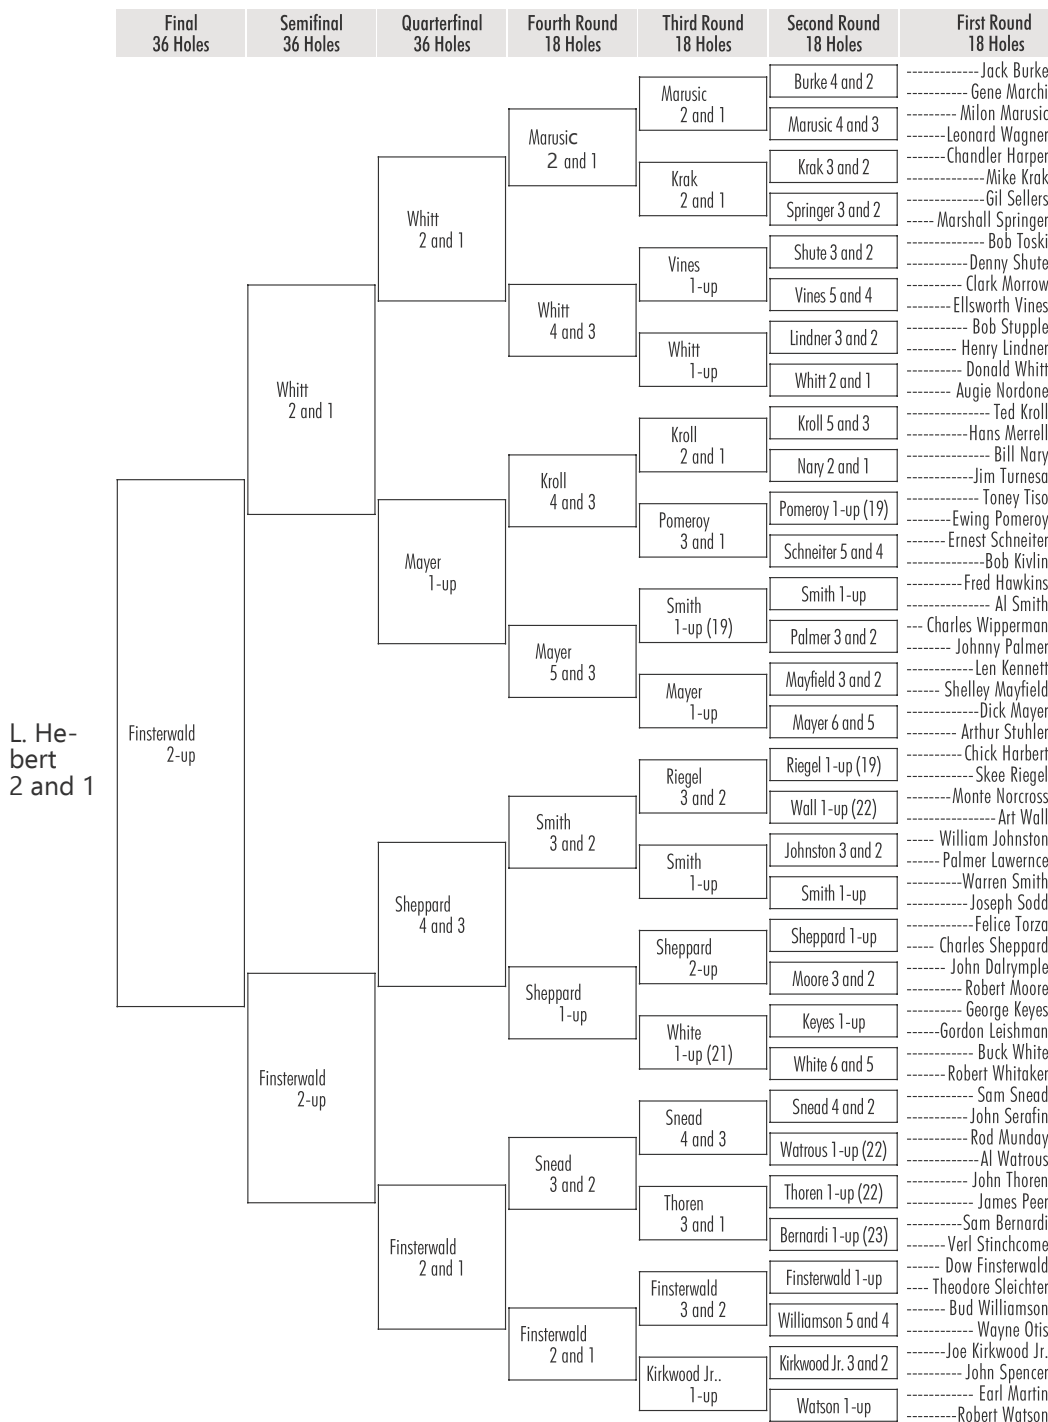 Final
36 Holes
Semifinal
36 Holes
Quarterfinal
36 Holes
Fourth Round
18 Holes
Third Round
18 Holes
Second Round
18 Holes
First Round
18 Holes
L. He-
bert
2 and 1
Finsterwald
2-up
Whitt
2 and 1
Finsterwald
2-up
Whitt
2 and 1
Mayer
1-up
Sheppard
4 and 3
Finsterwald
2 and 1
Marusic
2 and 1
Whitt
4 and 3
Kroll
4 and 3
Mayer
5 and 3
Smith
3 and 2
Sheppard
1-up
Snead
3 and 2
Finsterwald
2 and 1
Marusic
2 and 1
Krak
2 and 1
Vines
1-up
Whitt
1-up
Kroll
2 and 1
Pomeroy
3 and 1
Smith
1-up (19)
Mayer
1-up
Riegel
3 and 2
Smith
1-up
Sheppard
2-up
White
1-up (21)
Snead
4 and 3
Thoren
3 and 1
Finsterwald
3 and 2
Kirkwood Jr..
1-up
Burke 4 and 2
Marusic 4 and 3
Krak 3 and 2
Springer 3 and 2
Shute 3 and 2
Vines 5 and 4
Lindner 3 and 2
Whitt 2 and 1
Kroll 5 and 3
Nary 2 and 1
Pomeroy 1-up (19)
Schneiter 5 and 4
Smith 1-up
Palmer 3 and 2
Mayfield 3 and 2
Mayer 6 and 5
Riegel 1-up (19)
Wall 1-up (22)
Johnston 3 and 2
Smith 1-up
Sheppard 1-up
Moore 3 and 2
Keyes 1-up
White 6 and 5
Snead 4 and 2
Watrous 1-up (22)
Thoren 1-up (22)
Bernardi 1-up (23)
Finsterwald 1-up
Williamson 5 and 4
Kirkwood Jr. 3 and 2
Watson 1-up
Jack Burke
Gene Marchi
Milon Marusic
Leonard Wagner
Chandler Harper
Mike Krak
Gil Sellers
Marshall Springer
Bob Toski
Denny Shute
Clark Morrow
Ellsworth Vines
Bob Stupple
Henry Lindner
Donald Whitt
Augie Nordone
Ted Kroll
Hans Merrell
Bill Nary
Jim Turnesa
Toney Tiso
Ewing Pomeroy
Ernest Schneiter
Bob Kivlin
Fred Hawkins
Al Smith
Charles Wipperman
Johnny Palmer
Len Kennett
Shelley Mayfield
Dick Mayer
Arthur Stuhler
Chick Harbert
Skee Riegel
Monte Norcross
Art Wall
William Johnston
Palmer Lawernce
Warren Smith
Joseph Sodd
Felice Torza
Charles Sheppard
John Dalrymple
Robert Moore
George Keyes
Gordon Leishman
Buck White
Robert Whitaker
Sam Snead
John Serafin
Rod Munday
Al Watrous
John Thoren
James Peer
Sam Bernardi
Verl Stinchcome
Dow Finsterwald
Theodore Sleichter
Bud Williamson
Wayne Otis
Joe Kirkwood Jr.
John Spencer
Earl Martin
Robert Watson